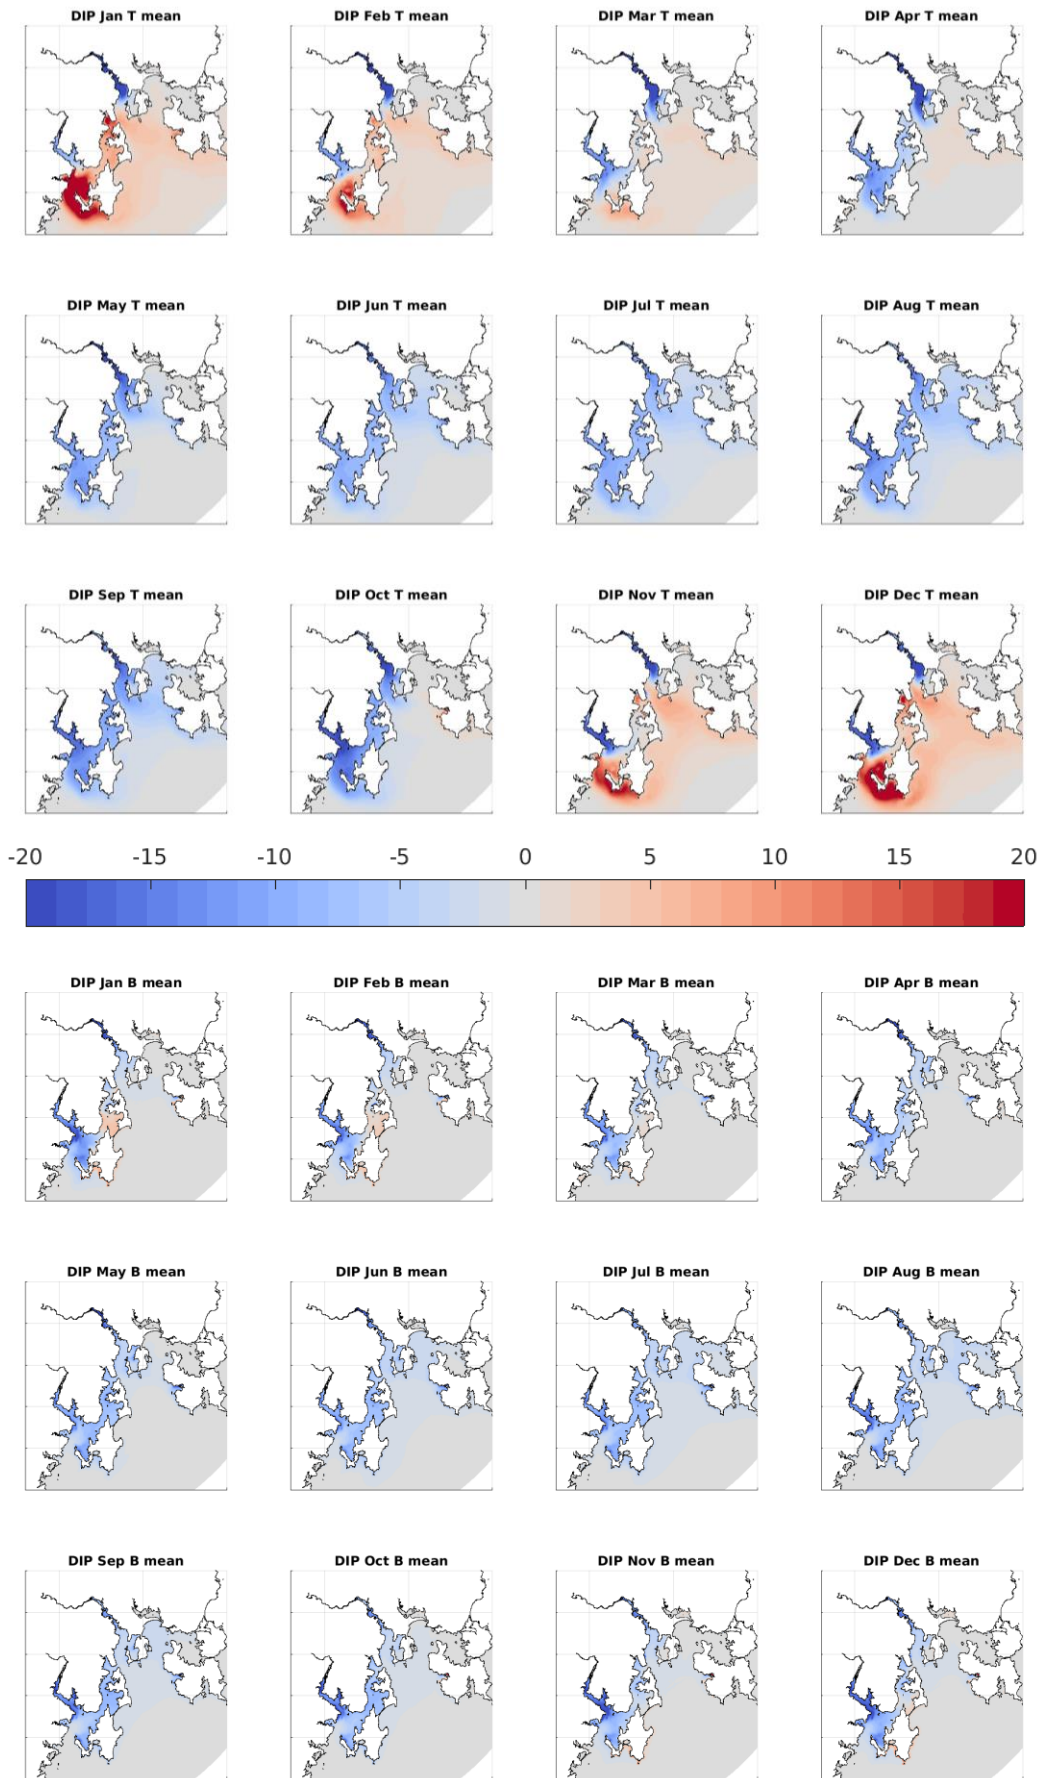 DIP Jan T mean DIP Feb T mean DIP Mar T mean DIP Apr T mean
DIP May T mean DIP Jun T mean DIP Jul T mean DIP Aug T mean
DIP Sep T mean DIP Oct T mean DIP Nov T mean DIP Dec T mean
-20 -15 -10 -5 0 5 10 15 20
DIP Jan B mean DIP Feb B mean DIP Mar B mean DIP Apr B mean
DIP May B mean DIP Jun B mean DIP Jul B mean DIP Aug B mean
DIP Sep B mean DIP Oct B mean DIP Nov B mean DIP Dec B mean